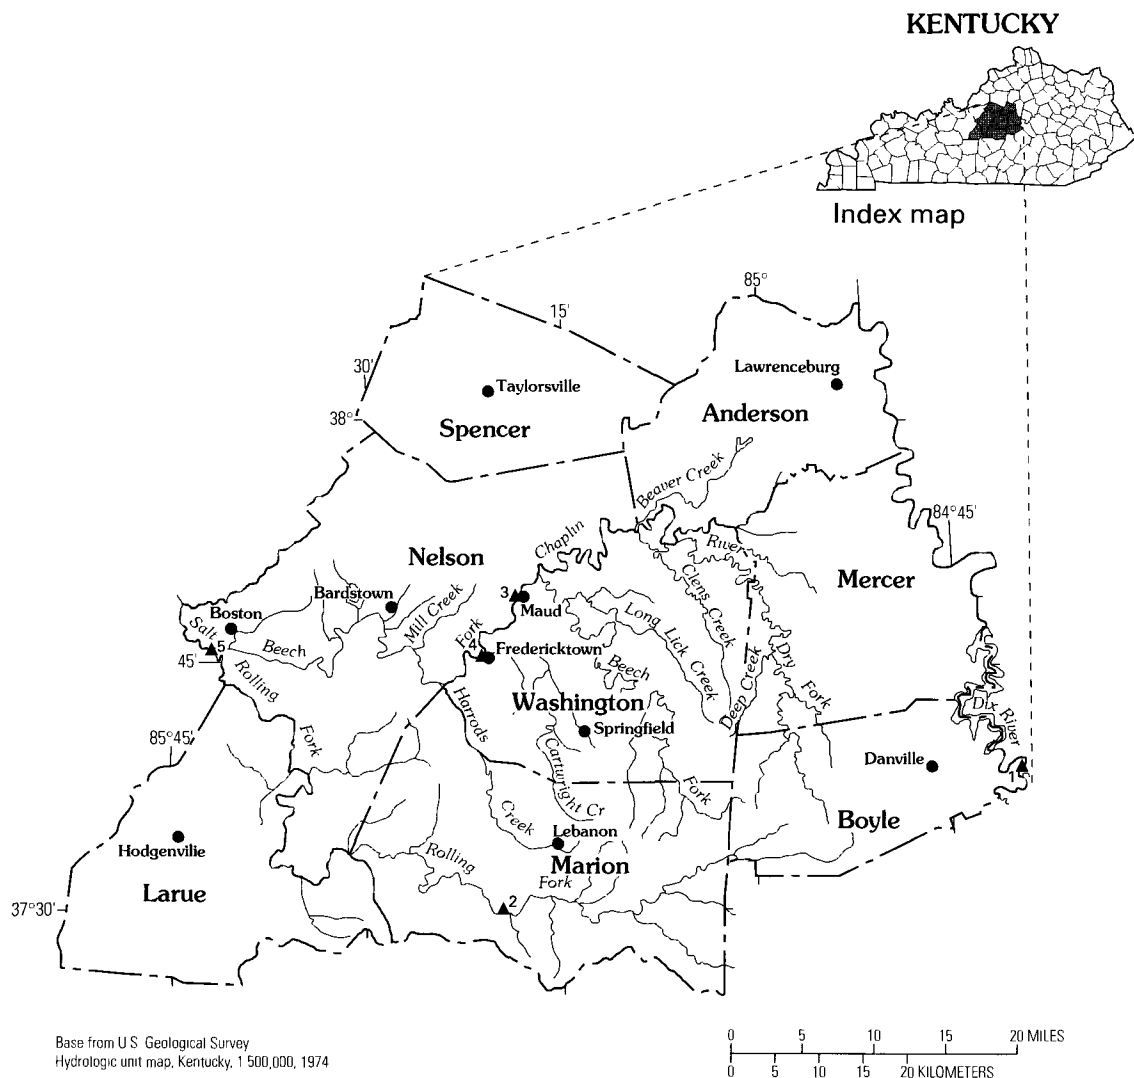 KENTUCKY
Index map
85°
15'
Lawrenceburg
30'
Taylorsville
38°
Anderson
Spencer
Beaver Creek
84°45'
Chaplin
River
Nelson
Mercer
Clens Creek
Bardstown
3
Maud
Mill Creek
Long Lick Creek
Boston
Salt
5
Fork
4
Fredericktown
Beech
45'
Rolling
Beech
Dry
Fork
Deep Creek
Harrods
Washington
Dix
River
Springfield
Fork
85°45'
Cartwright Cr
Danville
1
Fork
Boyle
Creek
Lebanon
Hodgenvilie
Rolling
Marion
Fork
Larue
37°30'
2
Base from U S Geological Survey
Hydrologic unit map, Kentucky, 1 500,000, 1974
0 5 10 15 20 MILES
0 5 10 15 20 KILOMETERS